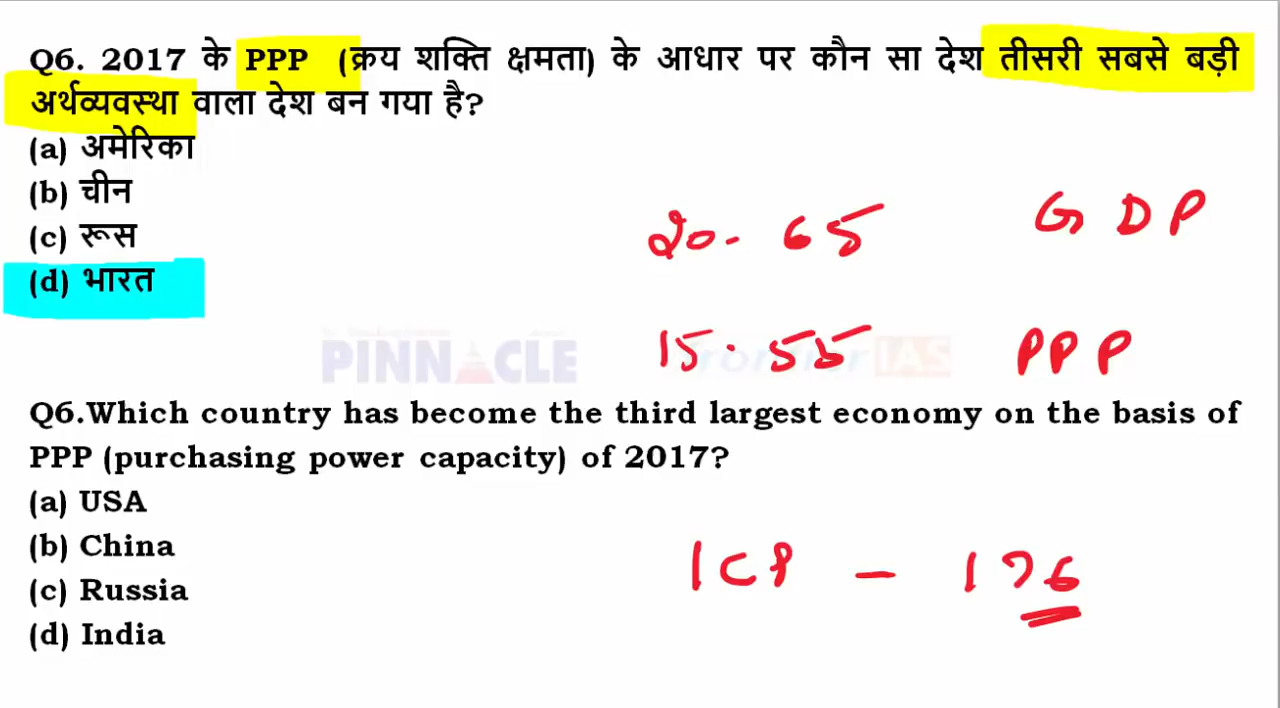 Q6. 2017 के PPP (क्रय शक्ति क्षमता) के आधार पर कौन सा देश तीसरी सबसे बड़ी
अर्थव्यवस्था वाला देश बन गया है?
(a) अमेरिका
(b) चीन
(c) रूस
(d) भारत
20. 65 GDP
15.55 PPP
PINNACLE IAS
Q6.Which country has become the third largest economy on the basis of
PPP (purchasing power capacity) of 2017?
(a) USA
(b) China
(c) Russia
(d) India
ICP - 176